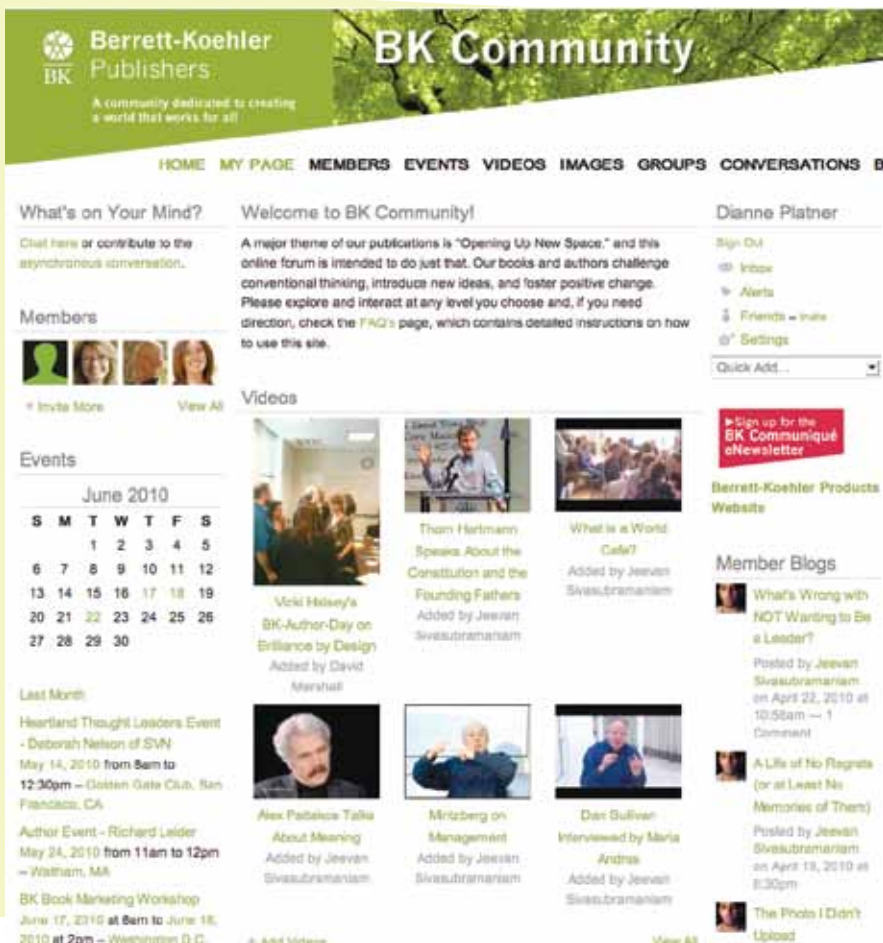 Berrett-Koehler
Publishers
BK
A community dedicated to creating
a world that works for all
BK Community
HOME MY PAGE MEMBERS EVENTS VIDEOS IMAGES GROUPS CONVERSATIONS B
What's on Your Mind?
Chat here or contribute to the
asynchronous conversation.
Members
+ Invite More View All
Events
June 2010
S M T W T F S
1 2 3 4 5
6 7 8 9 10 11 12
13 14 15 16 17 18 19
20 21 22 23 24 25 26
27 28 29 30
Last Month
Heartland Thought Leaders Event
- Deborah Nelson of SVN
May 14, 2010 from 8am to
12:30pm – Golden Gate Club, San
Francisco, CA
Author Event - Richard Leider
May 24, 2010 from 11am to 12pm
– Waltham, MA
BK Book Marketing Workshop
June 17, 2010 at 8am to June 18,
2010 at 2pm – Washington D.C.
Welcome to BK Community!
A major theme of our publications is "Opening Up New Space," and this
online forum is intended to do just that. Our books and authors challenge
conventional thinking, introduce new ideas, and foster positive change.
Please explore and interact at any level you choose and, if you need
direction, check the FAQ's page, which contains detailed instructions on how
to use this site.
Videos
Vicki Halsey's
BK-Author-Day on
Brilliance by Design
Added by David
Marshall
Thom Hartmann
Speaks About the
Constitution and the
Founding Fathers
Added by Jeevan
Sivasubramaniam
What is a World
Cafe?
Added by Jeevan
Sivasubramaniam
Alex Pattakos Talks
About Meaning
Added by Jeevan
Sivasubramaniam
Mintzberg on
Management
Added by Jeevan
Sivasubramaniam
Dan Sullivan
Interviewed by Maria
Andros
Added by Jeevan
Sivasubramaniam
+ Add Videos View All
Dianne Platner
Sign Out
Inbox
Alerts
Friends – Invite
Settings
Quick Add...
Sign up for the
BK Communiqué
eNewsletter
Berrett-Koehler Products
Website
Member Blogs
What's Wrong with
NOT Wanting to Be
a Leader?
Posted by Jeevan
Sivasubramaniam
on April 22, 2010 at
10:58am — 1
Comment
A Life of No Regrets
(or at Least No
Memories of Them)
Posted by Jeevan
Sivasubramaniam
on April 19, 2010 at
8:30pm
The Photo I Didn't
Upload